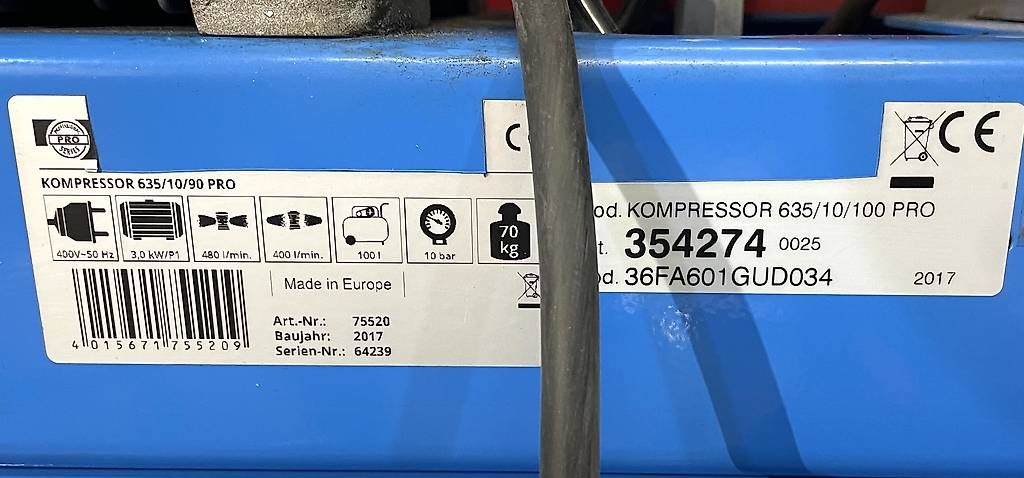 PRO
SERIES
CE
KOMPRESSOR 635/10/90 PRO
400V~50 Hz
3,0 kW/P1
480 l/min.
400 l/min.
100 l
10 bar
70
kg
Made in Europe
4 015671 755209
Art.-Nr.: 75520
Baujahr: 2017
Serien-Nr.: 64239
od. KOMPRESSOR 635/10/100 PRO
t. 354274 0025
od. 36FA601GUD034
2017